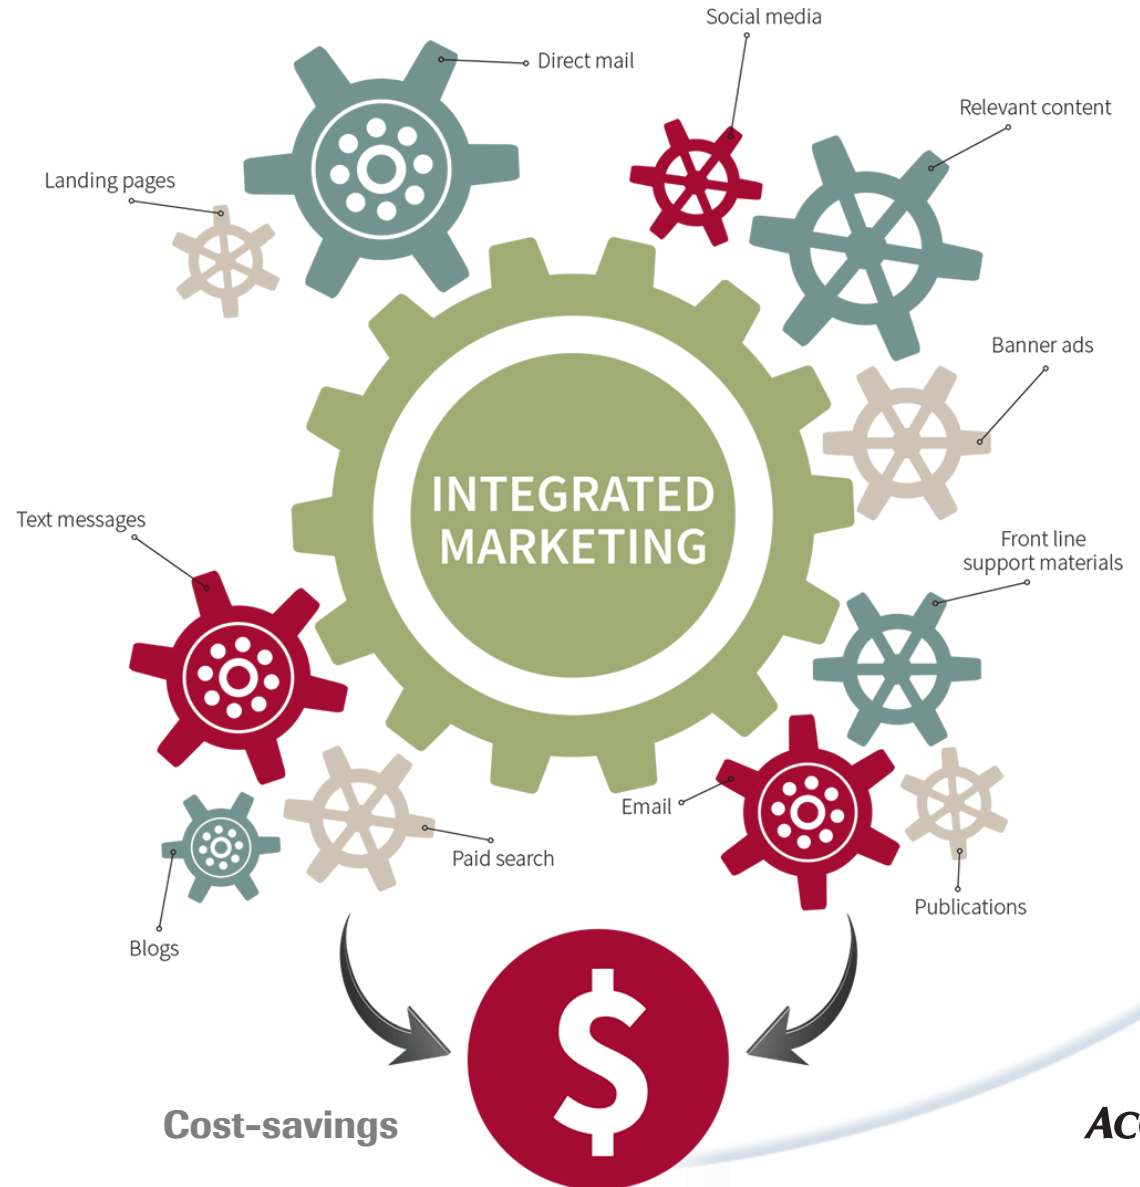 Social media
Direct mail
Relevant content
Landing pages
Banner ads
INTEGRATED
MARKETING
Text messages
Front line
support materials
Email
Paid search
Publications
Blogs
$
Cost-savings